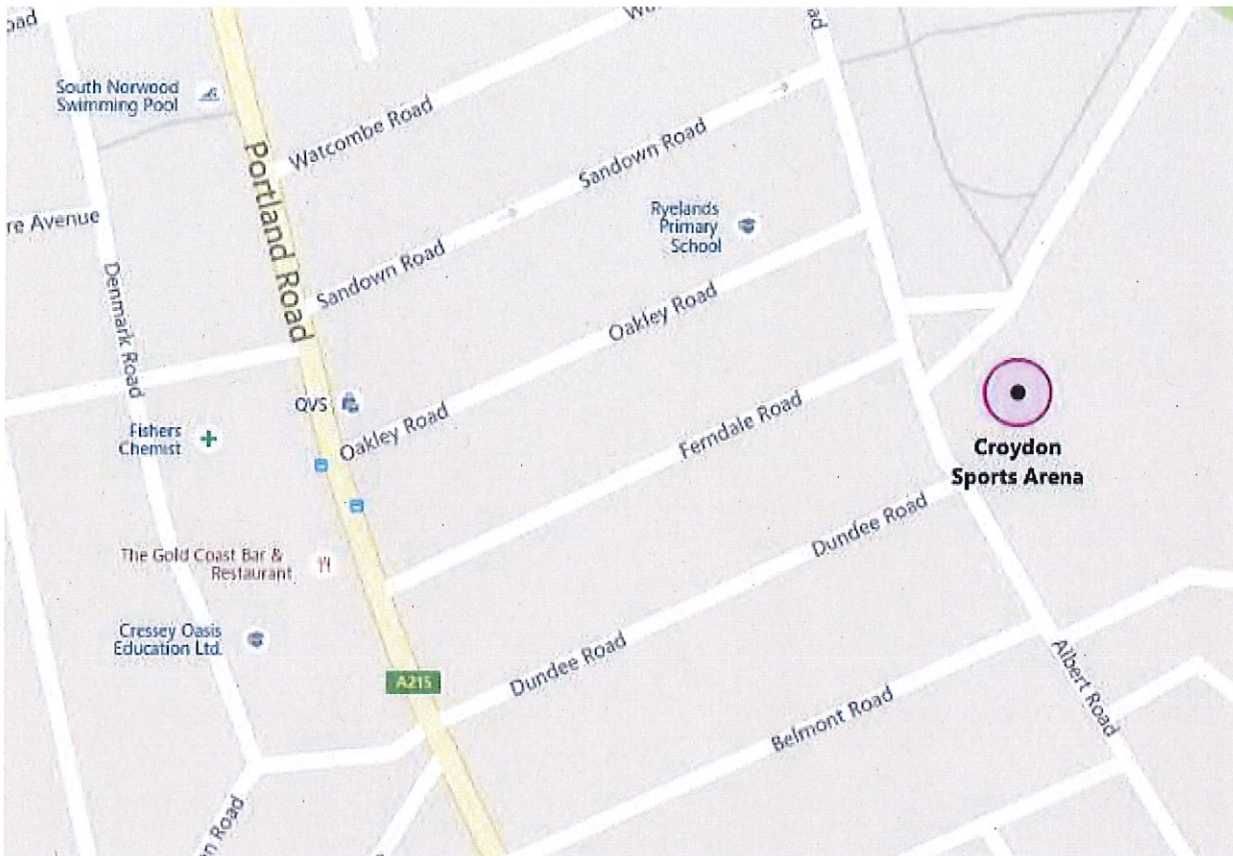 oad
South Norwood
Swimming Pool
Watcombe Road
ad
Sandown Road
Portland Road
re Avenue
Ryelands
Primary
School
Sandown Road
Denmark Road
Oakley Road
QVS
Oakley Road
Fishers
Chemist
Ferndale Road
Croydon
Sports Arena
Dundee Road
The Gold Coast Bar &
Restaurant
Cressey Oasis
Education Ltd.
Dundee Road
A215
Albert Road
Belmont Road
on Road